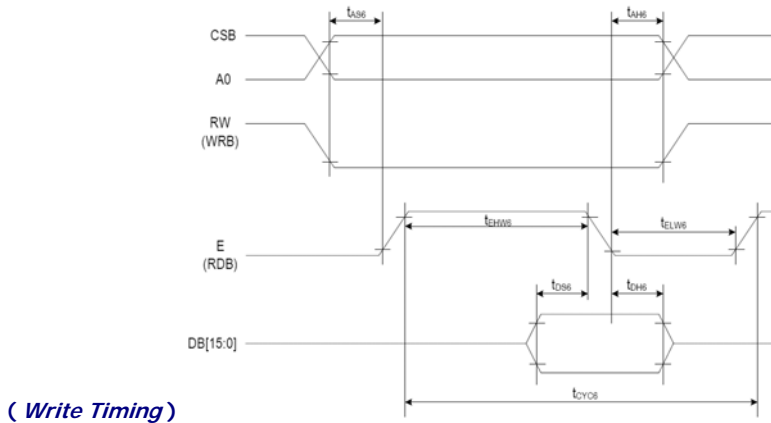 tAS6
tAH6
CSB
A0
RW
(WRB)
tEHW6
tELW6
E
(RDB)
tDS6
tDH6
DB[15:0]
tCYC6
( Write Timing )